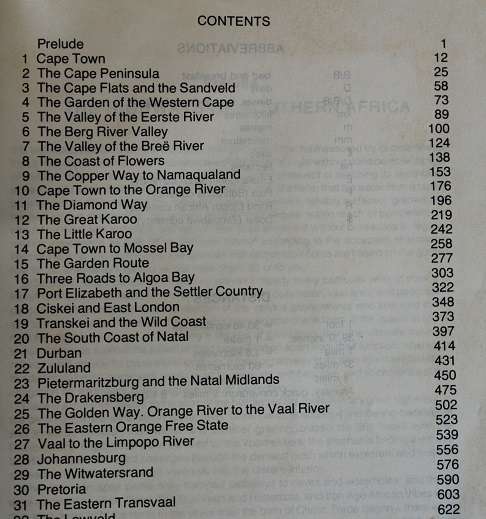 CONTENTS
Prelude 1
1 Cape Town 12
2 The Cape Peninsula 25
3 The Cape Flats and the Sandveld 58
4 The Garden of the Western Cape 73
5 The Valley of the Eerste River 89
6 The Berg River Valley 100
7 The Valley of the Breë River 124
8 The Coast of Flowers 138
9 The Copper Way to Namaqualand 153
10 Cape Town to the Orange River 176
11 The Diamond Way 196
12 The Great Karoo 219
13 The Little Karoo 242
14 Cape Town to Mossel Bay 258
15 The Garden Route 277
16 Three Roads to Algoa Bay 303
17 Port Elizabeth and the Settler Country 322
18 Ciskei and East London 348
19 Transkei and the Wild Coast 373
20 The South Coast of Natal 397
21 Durban 414
22 Zululand 431
23 Pietermaritzburg and the Natal Midlands 450
24 The Drakensberg 475
25 The Golden Way. Orange River to the Vaal River 502
26 The Eastern Orange Free State 523
27 Vaal to the Limpopo River 539
28 Johannesburg 556
29 The Witwatersrand 576
30 Pretoria 590
31 The Eastern Transvaal 603
The Lowveld 622